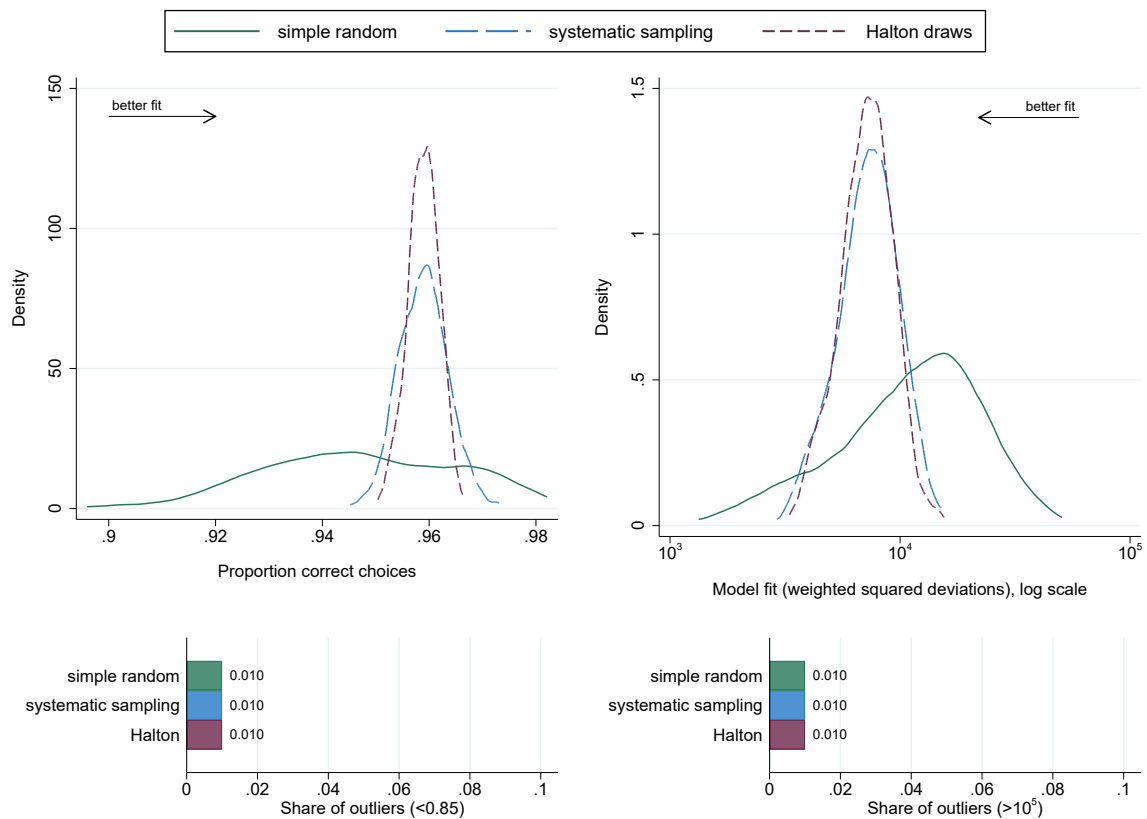 simple random
systematic sampling
Halton draws
150
100
50
0
Density
better fit
.9
.92
.94
.96
.98
Proportion correct choices
1.5
1
.5
0
Density
better fit
10³
10⁴
10⁵
Model fit (weighted squared deviations), log scale
simple random
0.010
systematic sampling
0.010
Halton
0.010
0
.02
.04
.06
.08
.1
Share of outliers (<0.85)
simple random
0.010
systematic sampling
0.010
Halton
0.010
0
.02
.04
.06
.08
.1
Share of outliers (>10⁵)